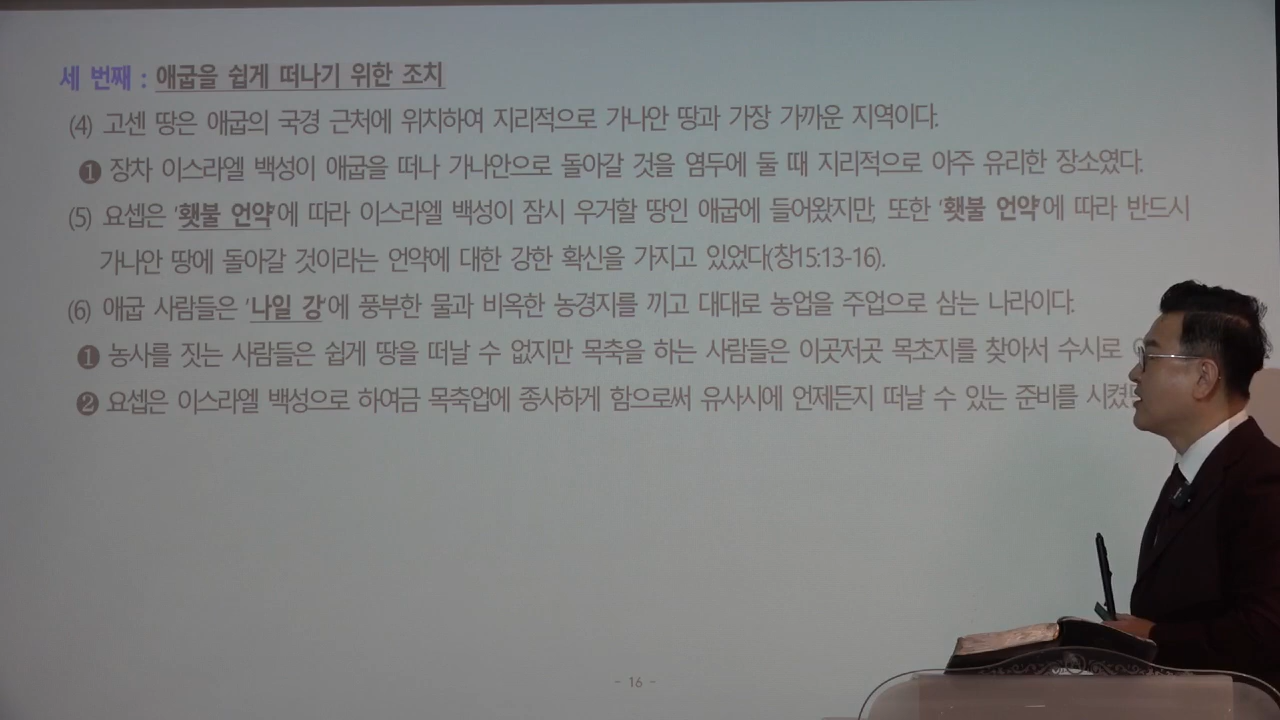 세 번째 : 애굽을 쉽게 떠나기 위한 조치
(4) 고센 땅은 애굽의 국경 근처에 위치하여 지리적으로 가나안 땅과 가장 가까운 지역이다.
❶ 장차 이스라엘 백성이 애굽을 떠나 가나안으로 돌아갈 것을 염두에 둘 때 지리적으로 아주 유리한 장소였다.
(5) 요셉은 '횃불 언약'에 따라 이스라엘 백성이 잠시 우거할 땅인 애굽에 들어왔지만, 또한 '횃불 언약'에 따라 반드시
가나안 땅에 돌아갈 것이라는 언약에 대한 강한 확신을 가지고 있었다(창15:13-16).
(6) 애굽 사람들은 '나일 강'에 풍부한 물과 비옥한 농경지를 끼고 대대로 농업을 주업으로 삼는 나라이다.
❶ 농사를 짓는 사람들은 쉽게 땅을 떠날 수 없지만 목축을 하는 사람들은 이곳저곳 목초지를 찾아서 수시로
❷ 요셉은 이스라엘 백성으로 하여금 목축업에 종사하게 함으로써 유사시에 언제든지 떠날 수 있는 준비를
- 16 -